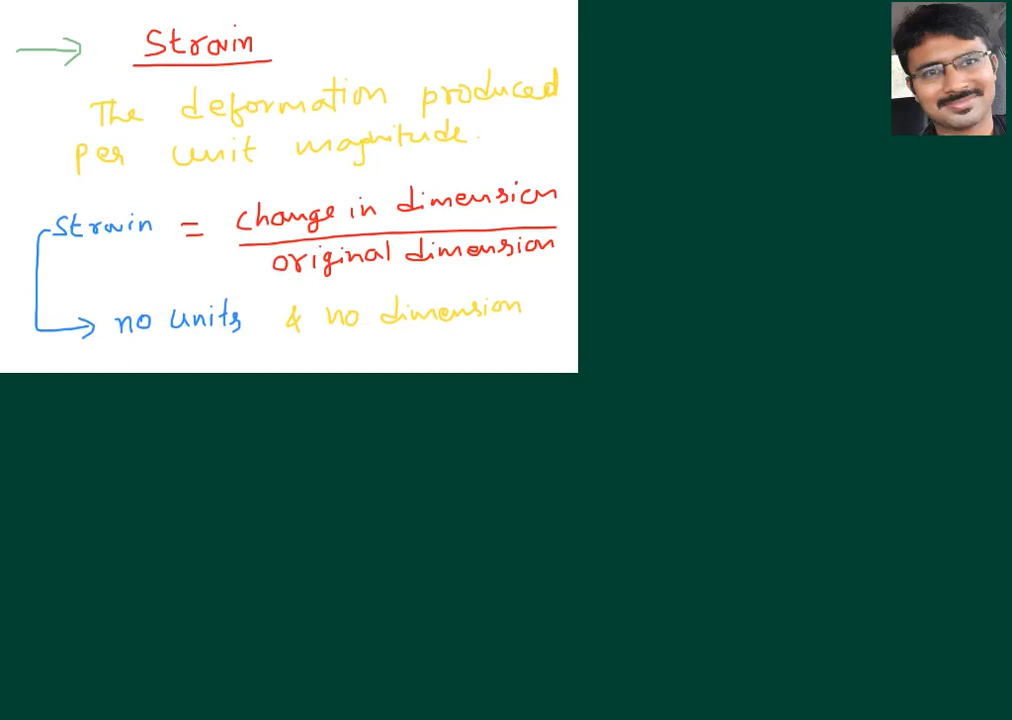 Strain
The deformation produced
per unit magnitude.
Strain = change in dimension
original dimension
no units & no dimension